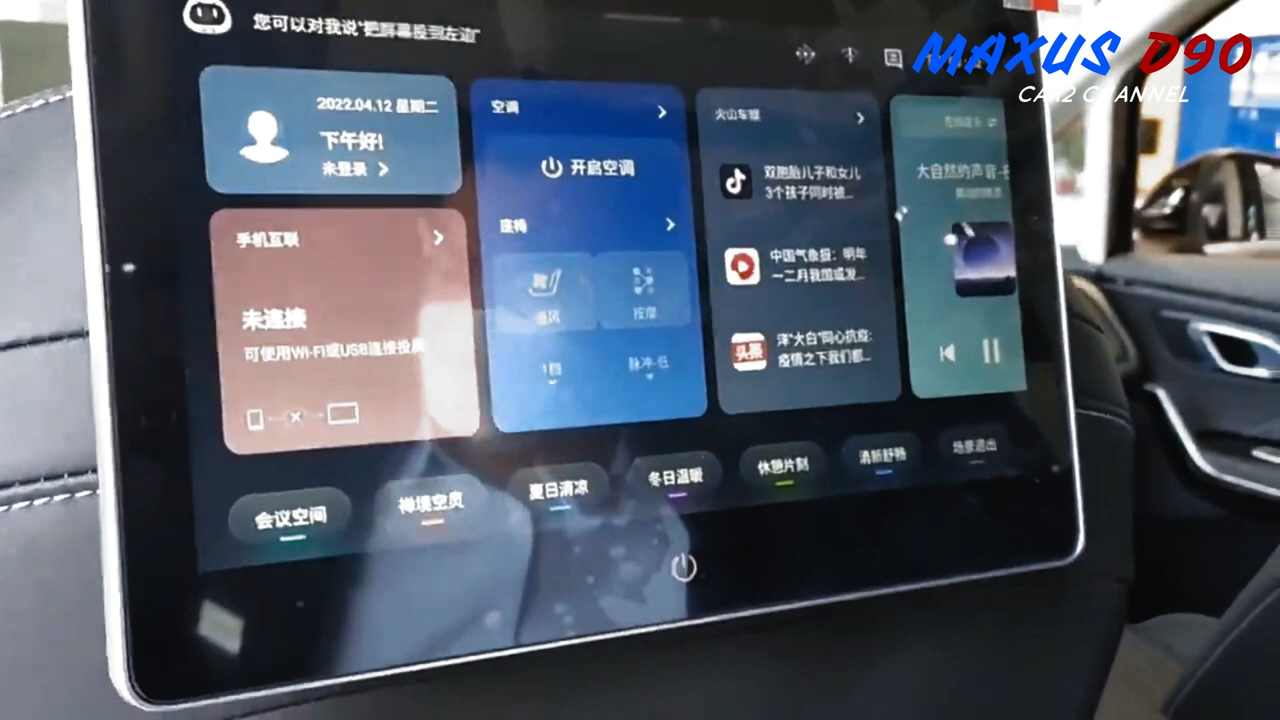 您可以对我说"把屏幕投到左边"
MAXUS D90
CAR2 CHANNEL
2022.04.12 星期二
下午好!
未登录
手机互联
未连接
可使用Wi-Fi或USB连接投屏
空调
开启空调
座椅
通风
按摩
1档
脉冲-低
火山车娱
双胞胎儿子和女儿
3个孩子同时被...
中国气象报：明年
一二月我国或发...
头条
洋"大白"同心抗疫:
疫情之下我们都...
大自然的声音-
会议空间
禅境空灵
夏日清凉
冬日温暖
休憩片刻
清新舒畅
场景退出